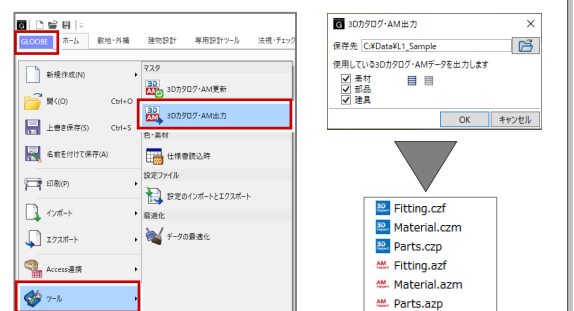 GLOOBE ホーム 敷地・外構 建物設計 専用設計ツール 法規・チェック
新規作成(N)
開く(O) Ctrl+O
上書き保存(S) Ctrl+S
名前を付けて保存(A)
印刷(P)
インポート
エクスポート
Access連携
ツール
マスタ
3Dカタログ・AM更新
3Dカタログ・AM出力
色・素材
仕様書読込時
設定ファイル
設定のインポートとエクスポート
最適化
データの最適化
3Dカタログ・AM出力
保存先 C:¥Data¥L1_Sample
使用している3Dカタログ・AMデータを出力します
素材
部品
建具
OK キャンセル
3D Fitting.czf
3D Material.czm
3D Parts.czp
AM Fitting.azf
AM Material.azm
AM Parts.azp